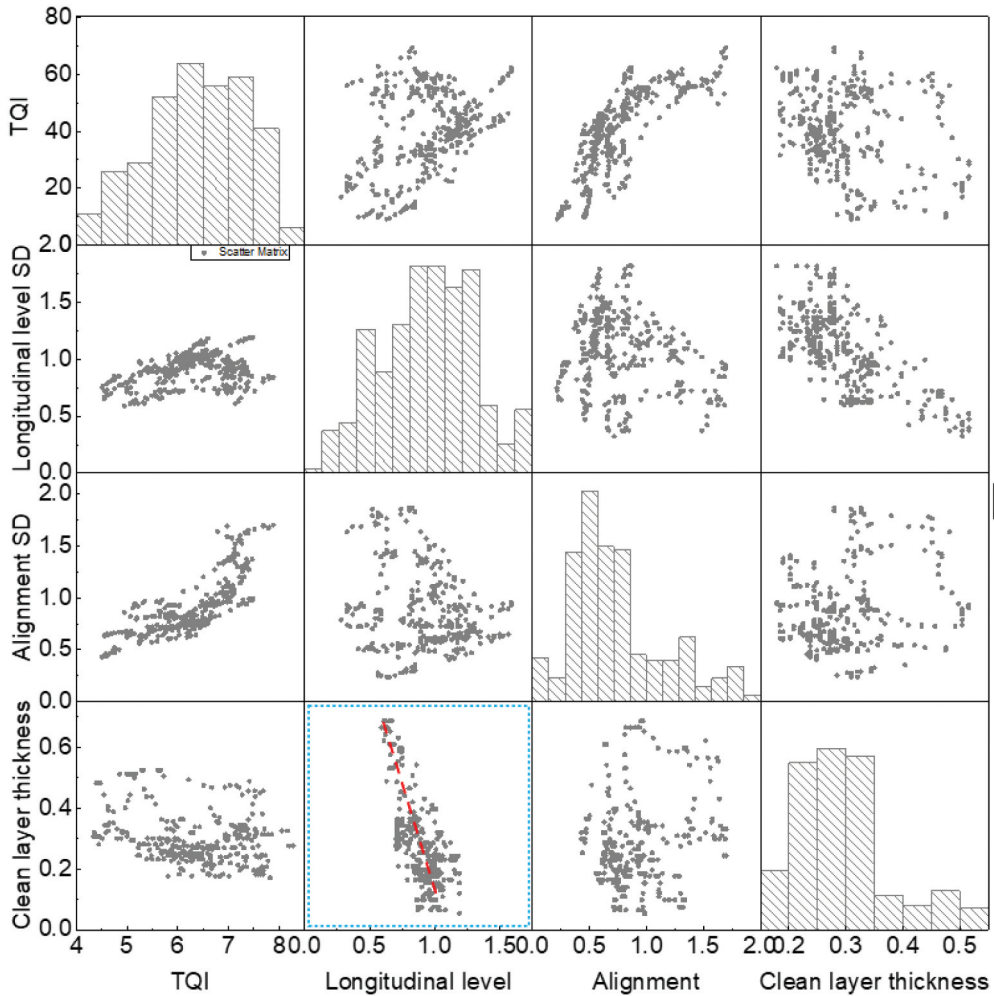 80
60
40
20
TQI
4
2.0
Scatter Matrix
1.5
1.0
0.5
0.0
Longitudinal level SD
2.0
1.5
1.0
0.5
0.0
Alignment SD
0.6
0.4
0.2
0.0
Clean layer thickness
4 5 6 7 8 0.0 0.5 1.0 1.5 0.0 0.5 1.0 1.5 2.0 0.2 0.3 0.4 0.5
TQI Longitudinal level Alignment Clean layer thickness